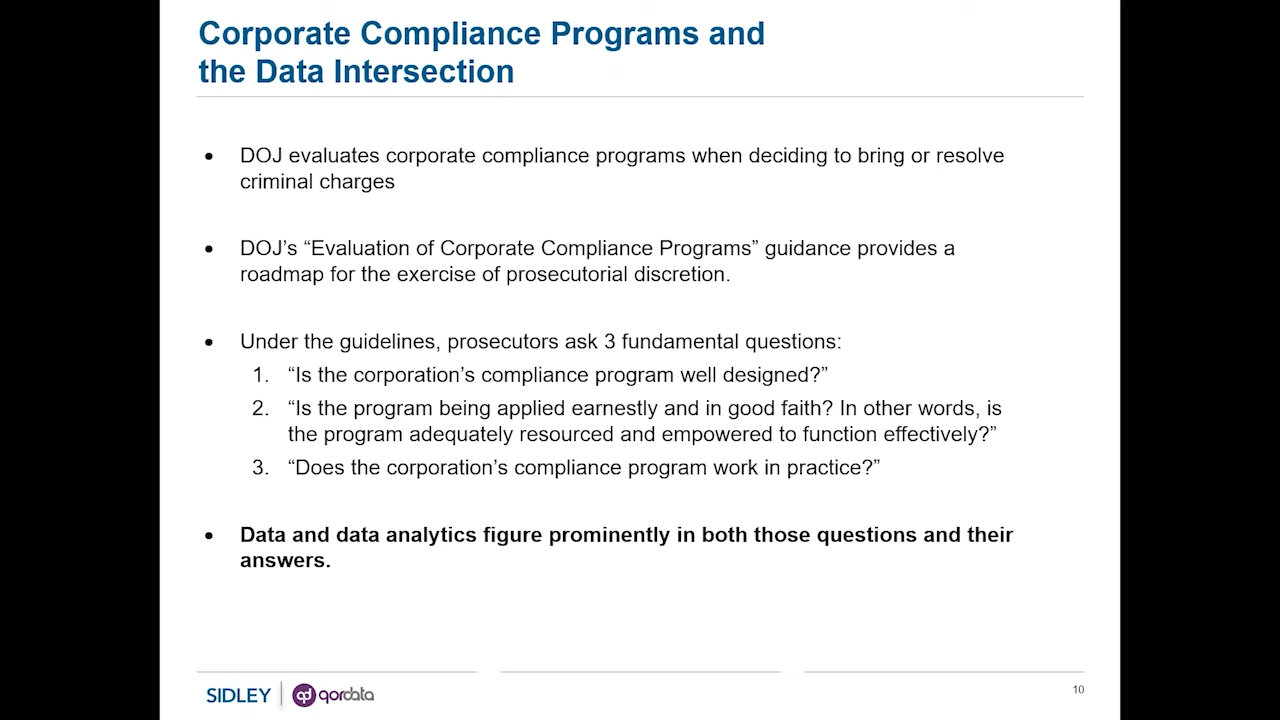 Corporate Compliance Programs and
the Data Intersection
• DOJ evaluates corporate compliance programs when deciding to bring or resolve
criminal charges
• DOJ’s “Evaluation of Corporate Compliance Programs” guidance provides a
roadmap for the exercise of prosecutorial discretion.
• Under the guidelines, prosecutors ask 3 fundamental questions:
1. “Is the corporation’s compliance program well designed?”
2. “Is the program being applied earnestly and in good faith? In other words, is
the program adequately resourced and empowered to function effectively?”
3. “Does the corporation’s compliance program work in practice?”
• Data and data analytics figure prominently in both those questions and their
answers.
SIDLEY qd qordata
10